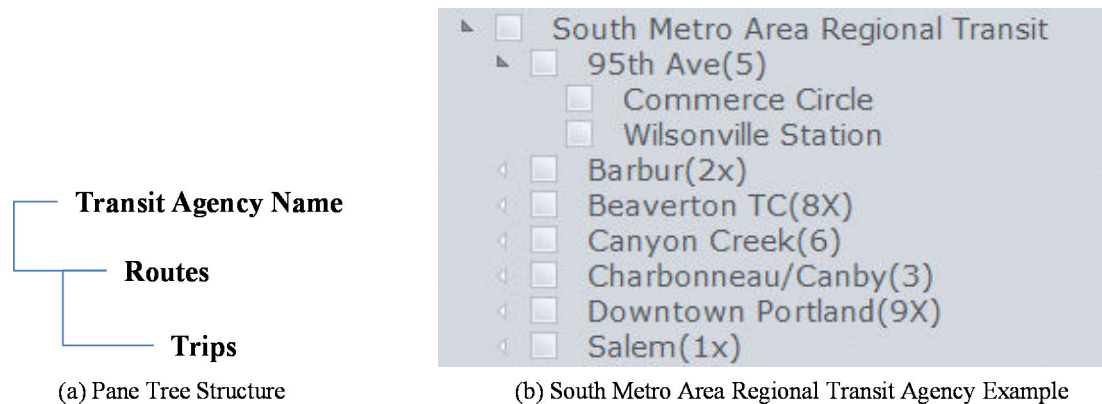 Transit Agency Name
Routes
Trips
(a) Pane Tree Structure
South Metro Area Regional Transit
95th Ave(5)
Commerce Circle
Wilsonville Station
Barbur(2x)
Beaverton TC(8X)
Canyon Creek(6)
Charbonneau/Canby(3)
Downtown Portland(9X)
Salem(1x)
(b) South Metro Area Regional Transit Agency Example